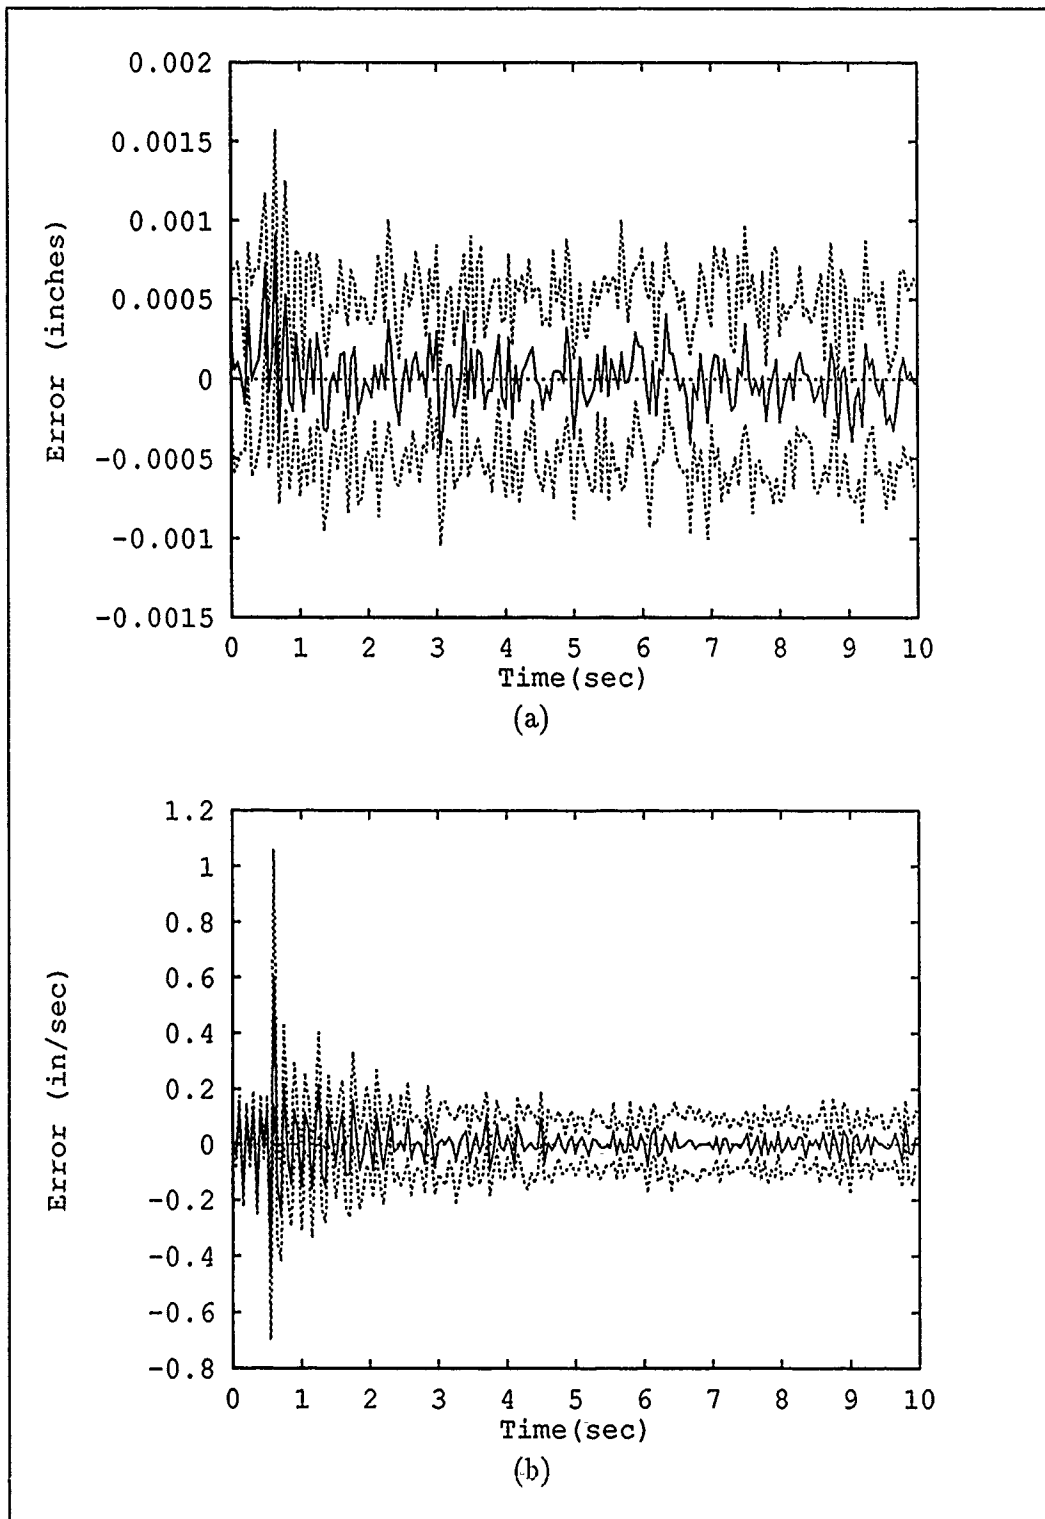 0.002
0.0015
0.001
0.0005
0
-0.0005
-0.001
-0.0015
Error (inches)
0 1 2 3 4 5 6 7 8 9 10
Time(sec)
(a)
1.2
1
0.8
0.6
0.4
0.2
0
-0.2
-0.4
-0.6
-0.8
Error (in/sec)
0 1 2 3 4 5 6 7 8 9 10
Time(sec)
(b)